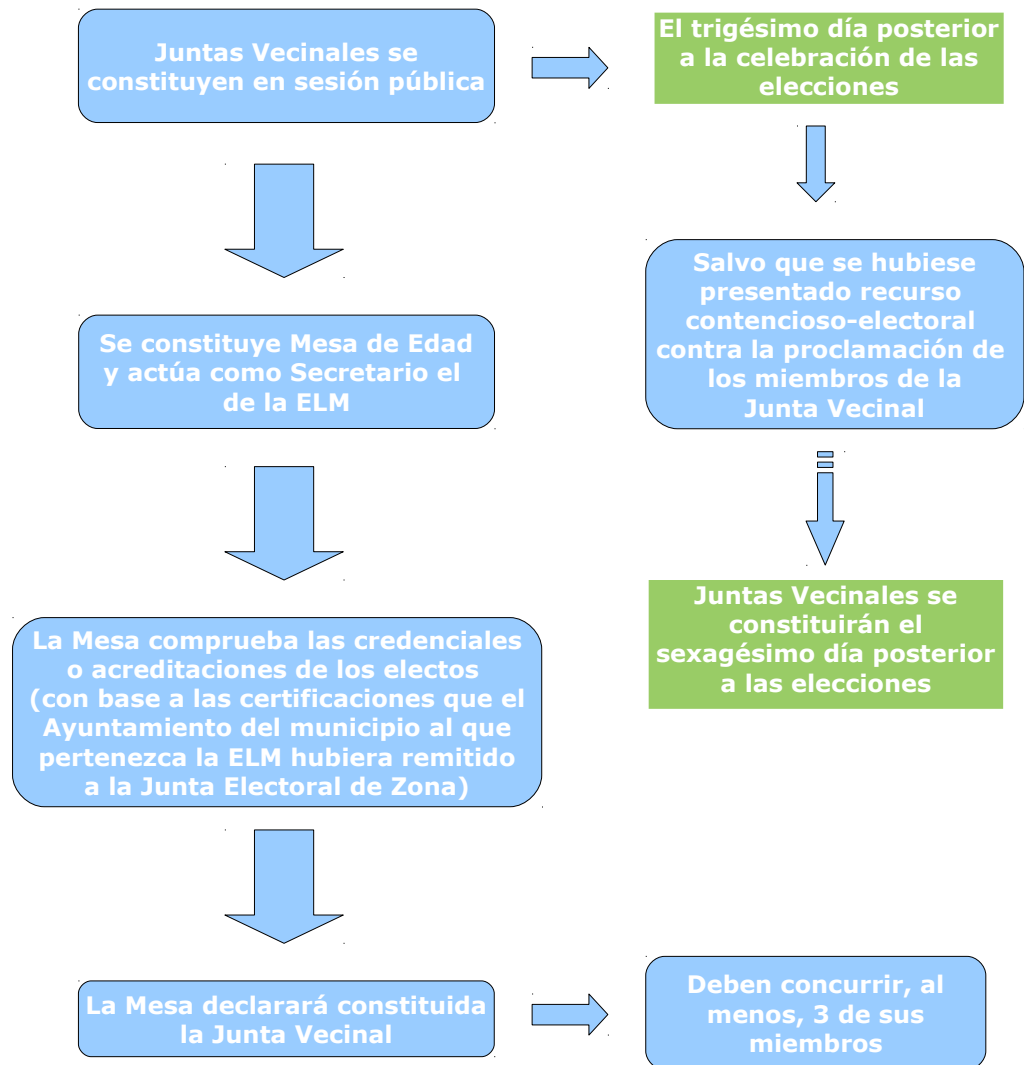 Juntas Vecinales se
constituyen en sesión pública
El trigésimo día posterior
a la celebración de las
elecciones
Salvo que se hubiese
presentado recurso
contencioso-electoral
contra la proclamación de
los miembros de la
Junta Vecinal
Juntas Vecinales se
constituirán el
sexagésimo día posterior
a las elecciones
Se constituye Mesa de Edad
y actúa como Secretario el
de la ELM
La Mesa comprueba las credenciales
o acreditaciones de los electos
(con base a las certificaciones que el
Ayuntamiento del municipio al que
pertenezca la ELM hubiera remitido
a la Junta Electoral de Zona)
La Mesa declarará constituida
la Junta Vecinal
Deben concurrir, al
menos, 3 de sus
miembros